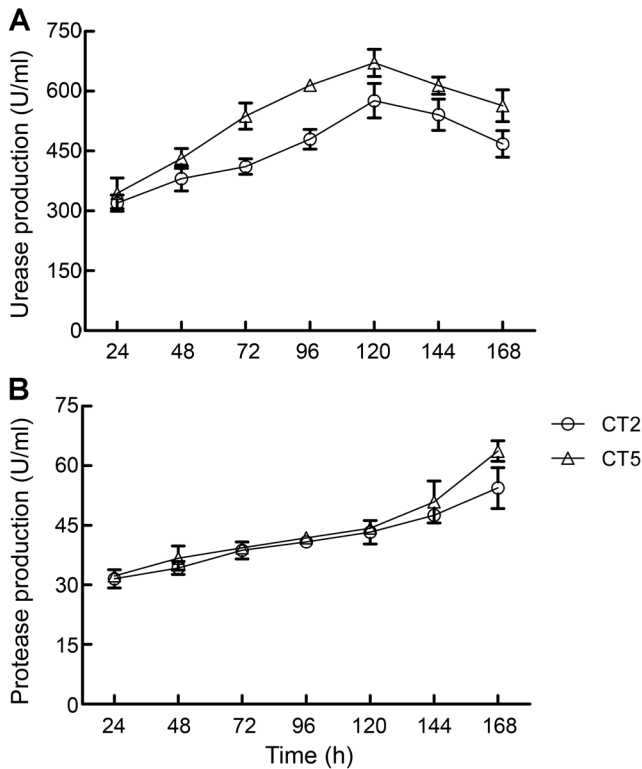 A
Urease production (U/ml)
750
600
450
300
150
0
24 48 72 96 120 144 168
B
Protease production (U/ml)
75
60
45
30
15
0
24 48 72 96 120 144 168
Time (h)
CT2
CT5